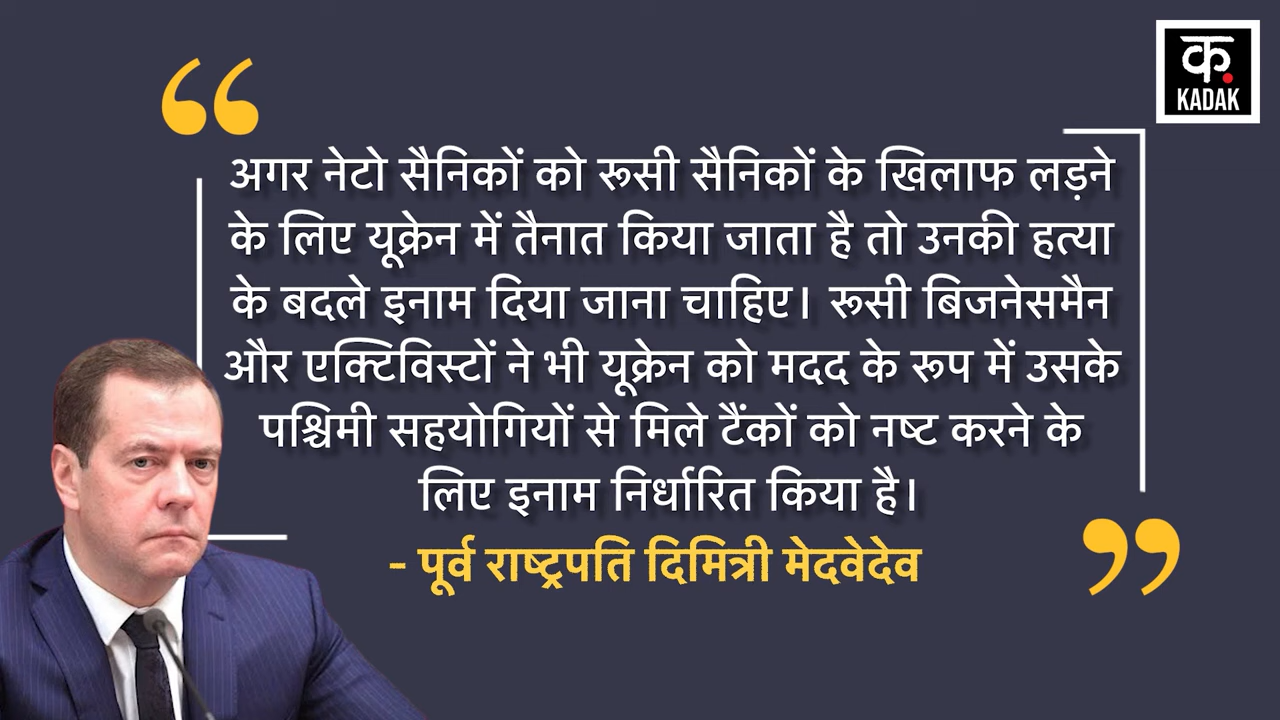 क.
KADAK
“
अगर नेटो सैनिकों को रूसी सैनिकों के खिलाफ लड़ने
के लिए यूक्रेन में तैनात किया जाता है तो उनकी हत्या
के बदले इनाम दिया जाना चाहिए। रूसी बिजनेसमैन
और एक्टिविस्टों ने भी यूक्रेन को मदद के रूप में उसके
पश्चिमी सहयोगियों से मिले टैंकों को नष्ट करने के
लिए इनाम निर्धारित किया है।
- पूर्व राष्ट्रपति दिमित्री मेदवेदेव
”